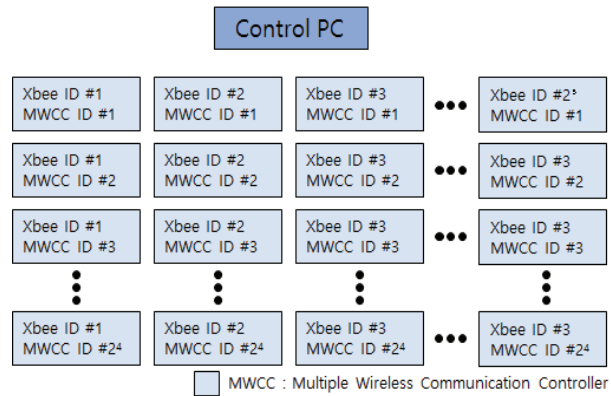 Control PC
Xbee ID #1
MWCC ID #1
Xbee ID #2
MWCC ID #1
Xbee ID #3
MWCC ID #1
Xbee ID #2⁵
MWCC ID #1
Xbee ID #1
MWCC ID #2
Xbee ID #2
MWCC ID #2
Xbee ID #3
MWCC ID #2
Xbee ID #3
MWCC ID #2
Xbee ID #1
MWCC ID #3
Xbee ID #2
MWCC ID #3
Xbee ID #3
MWCC ID #3
Xbee ID #3
MWCC ID #3
Xbee ID #1
MWCC ID #2⁴
Xbee ID #2
MWCC ID #2⁴
Xbee ID #3
MWCC ID #2⁴
Xbee ID #3
MWCC ID #2⁴
MWCC : Multiple Wireless Communication Controller